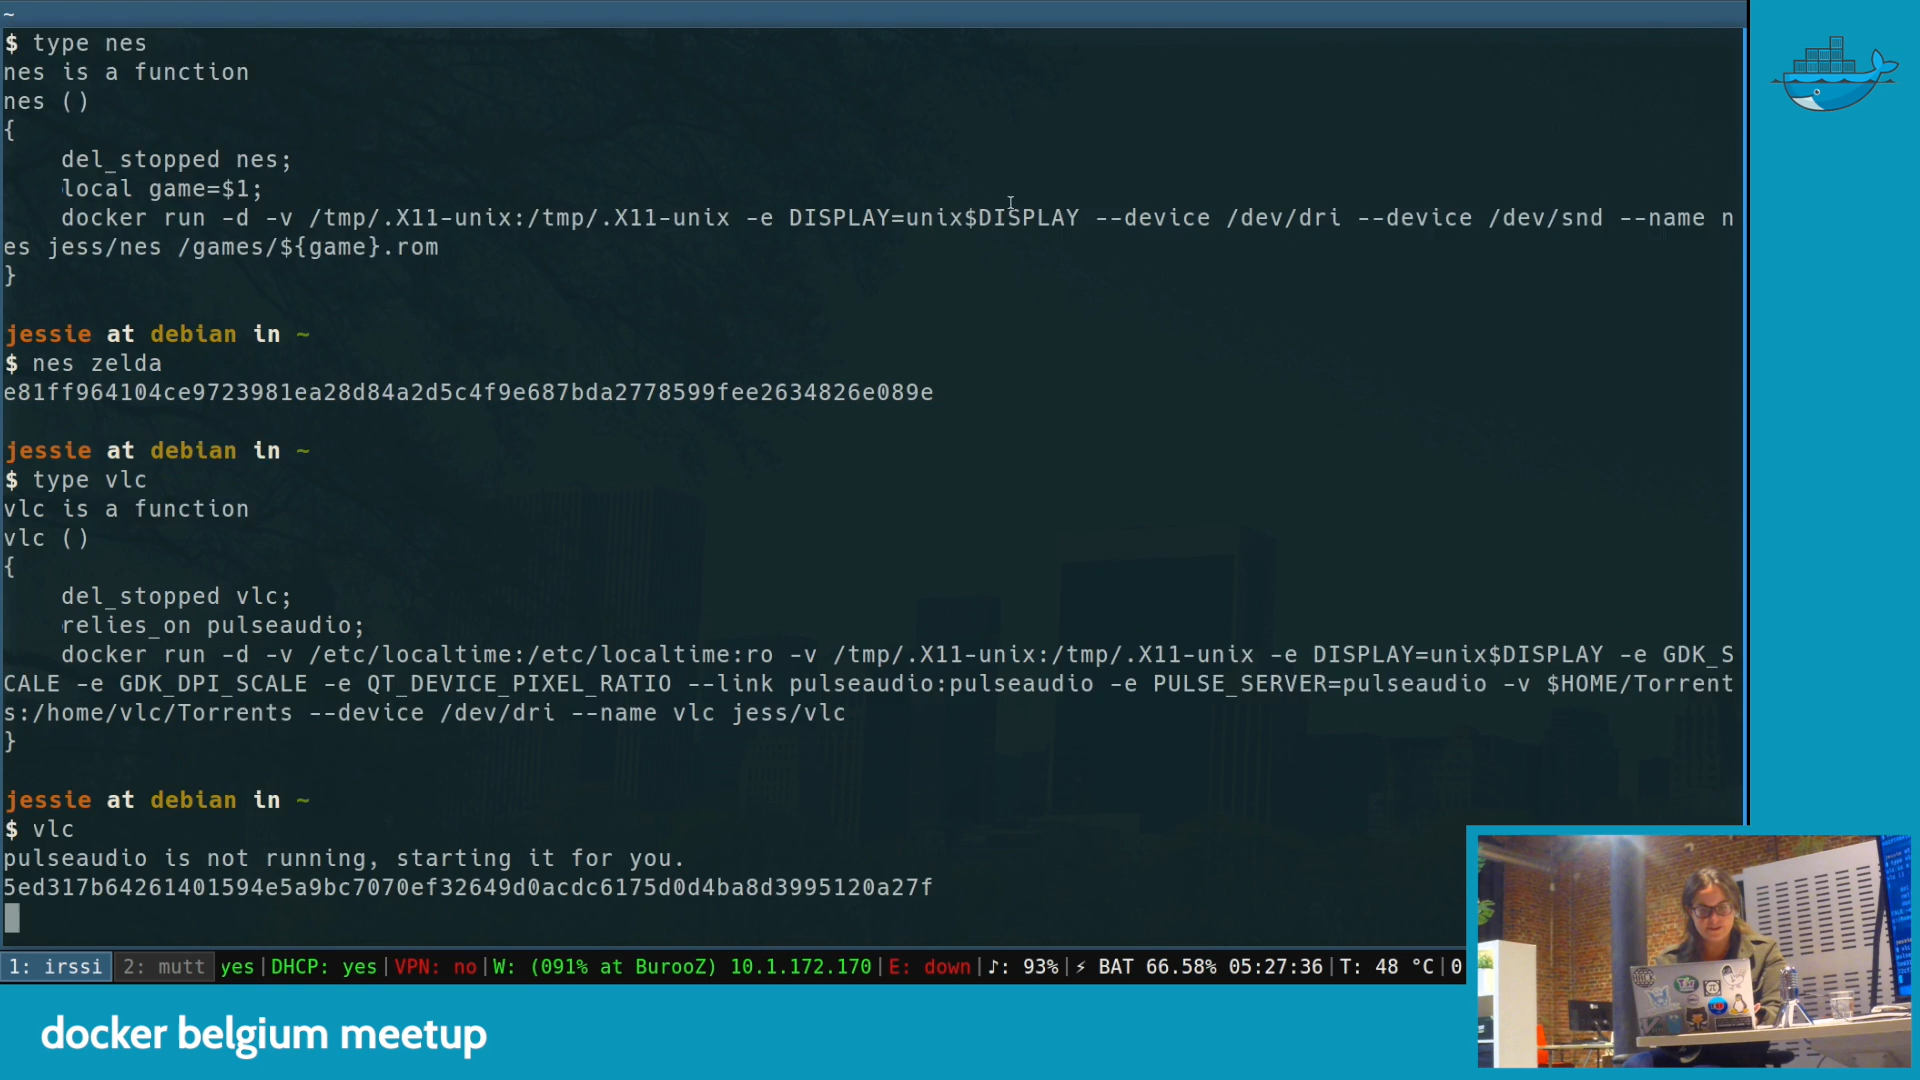 ~
$ type nes
nes is a function
nes ()
{
    del_stopped nes;
    local game=$1;
    docker run -d -v /tmp/.X11-unix:/tmp/.X11-unix -e DISPLAY=unix$DISPLAY --device /dev/dri --device /dev/snd --name n
es jess/nes /games/${game}.rom
}
jessie at debian in ~
$ nes zelda
e81ff964104ce9723981ea28d84a2d5c4f9e687bda2778599fee2634826e089e
jessie at debian in ~
$ type vlc
vlc is a function
vlc ()
{
    del_stopped vlc;
    relies_on pulseaudio;
    docker run -d -v /etc/localtime:/etc/localtime:ro -v /tmp/.X11-unix:/tmp/.X11-unix -e DISPLAY=unix$DISPLAY -e GDK_S
CALE -e GDK_DPI_SCALE -e QT_DEVICE_PIXEL_RATIO --link pulseaudio:pulseaudio -e PULSE_SERVER=pulseaudio -v $HOME/Torrent
s:/home/vlc/Torrents --device /dev/dri --name vlc jess/vlc
}
jessie at debian in ~
$ vlc
pulseaudio is not running, starting it for you.
5ed317b64261401594e5a9bc7070ef32649d0acdc6175d0d4ba8d3995120a27f
1: irssi 2: mutt yes|DHCP: yes|VPN: no|W: (091% at BurooZ) 10.1.172.170|E: down|♪: 93%|⚡ BAT 66.58% 05:27:36|T: 48 °C|0
docker belgium meetup